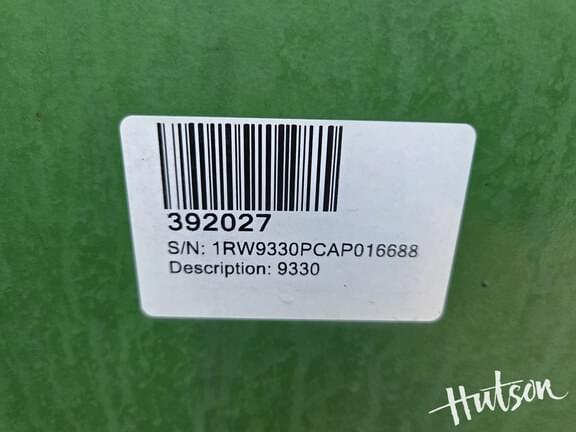 392027
S/N: 1RW9330PCAP016688
Description: 9330
Hutson